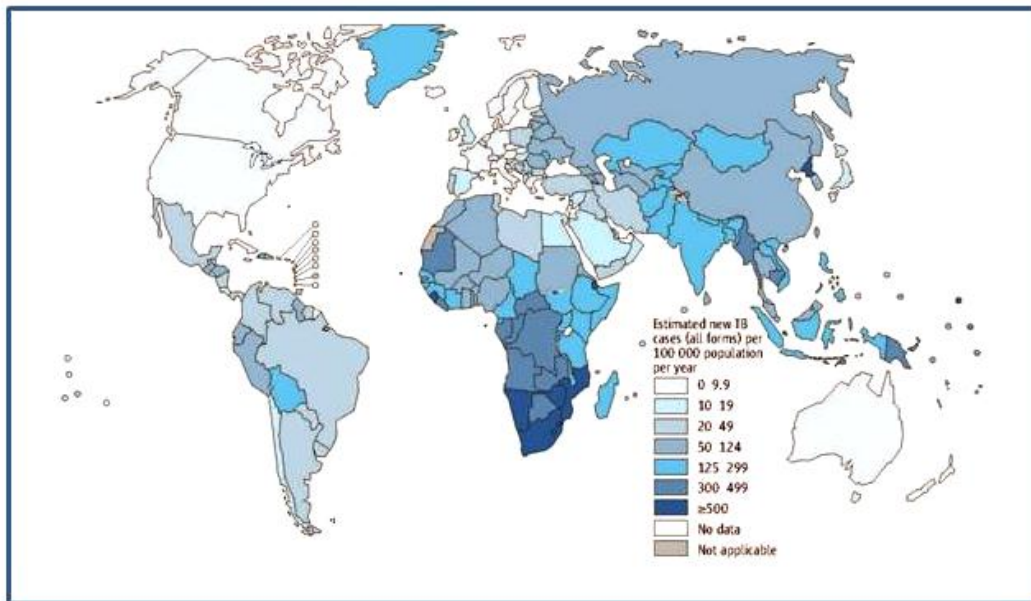 Estimated new TB
cases (all forms) per
100 000 population
per year
0 9.9
10 19
20 49
50 124
125 299
300 499
≥500
No data
Not applicable